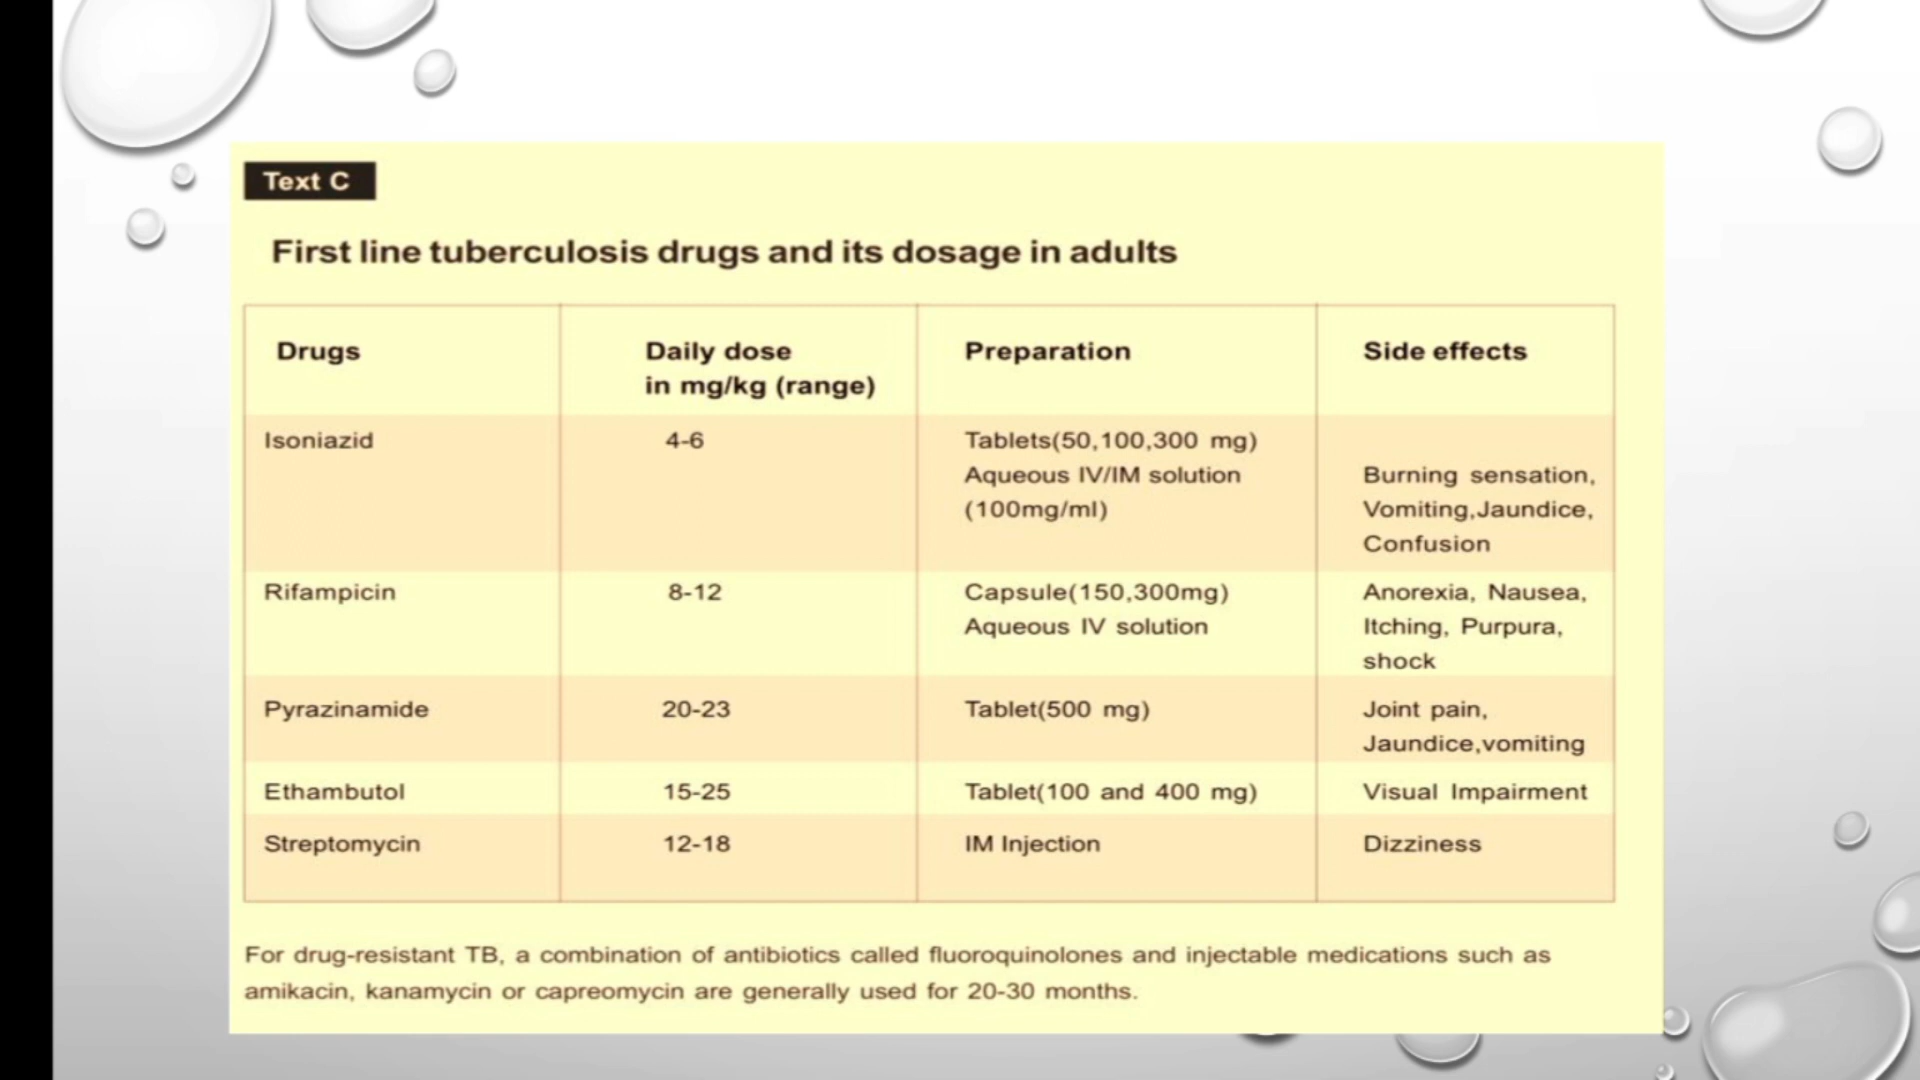 Text C
First line tuberculosis drugs and its dosage in adults
Drugs
Daily dose
in mg/kg (range)
Preparation
Side effects
Isoniazid
4-6
Tablets(50,100,300 mg)
Aqueous IV/IM solution
(100mg/ml)
Burning sensation,
Vomiting,Jaundice,
Confusion
Rifampicin
8-12
Capsule(150,300mg)
Aqueous IV solution
Anorexia, Nausea,
Itching, Purpura,
shock
Pyrazinamide
20-23
Tablet(500 mg)
Joint pain,
Jaundice,vomiting
Ethambutol
15-25
Tablet(100 and 400 mg)
Visual Impairment
Streptomycin
12-18
IM Injection
Dizziness
For drug-resistant TB, a combination of antibiotics called fluoroquinolones and injectable medications such as
amikacin, kanamycin or capreomycin are generally used for 20-30 months.